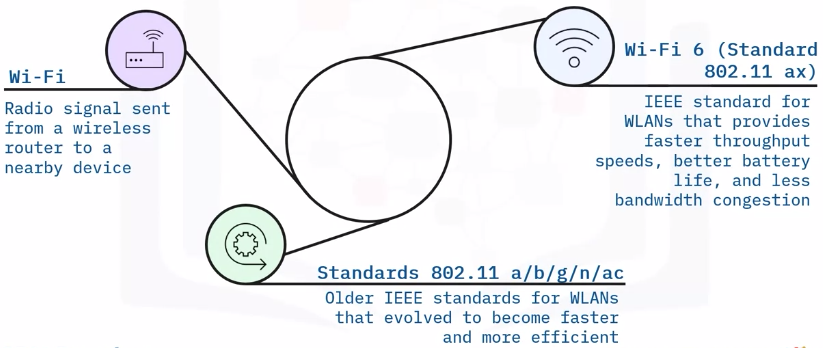 Wi-Fi
Radio signal sent
from a wireless
router to a
nearby device
Wi-Fi 6 (Standard
802.11 ax)
IEEE standard for
WLANs that provides
faster throughput
speeds, better battery
life, and less
bandwidth congestion
Standards 802.11 a/b/g/n/ac
Older IEEE standards for WLANs
that evolved to become faster
and more efficient